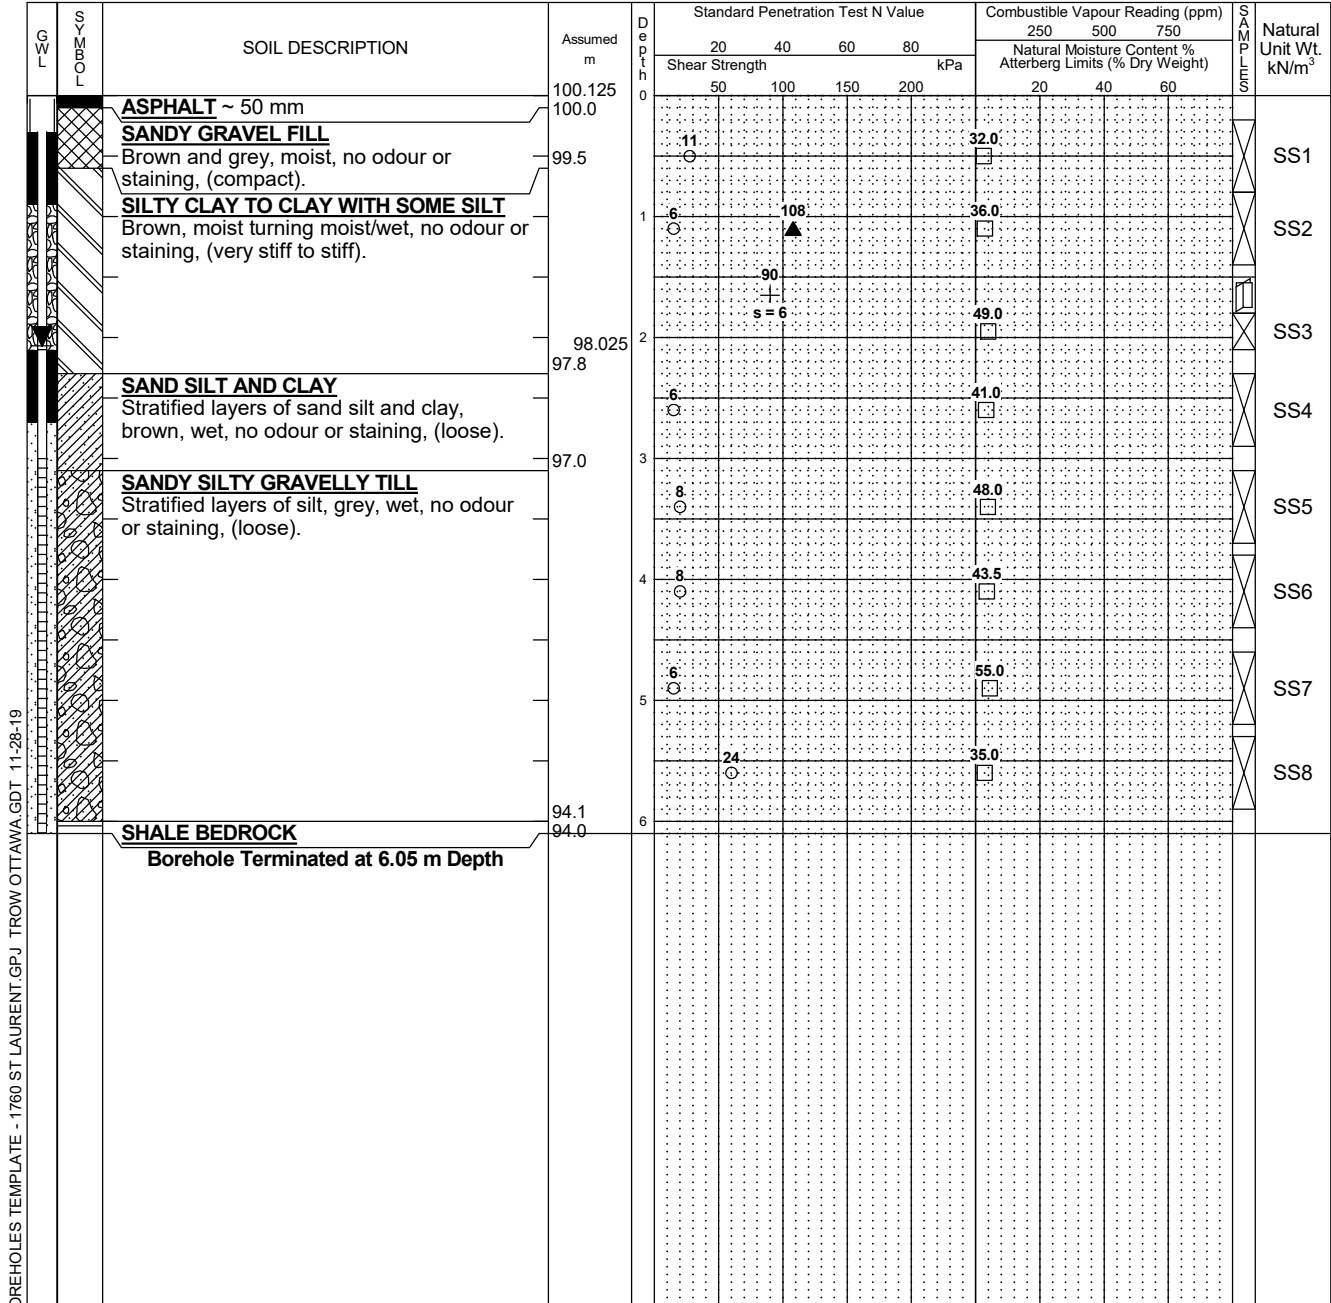 GWL
SYMBOL
SOIL DESCRIPTION
Assumed
m
100.125
Depth
Standard Penetration Test N Value
20 40 60 80
Shear Strength kPa
50 100 150 200
Combustible Vapour Reading (ppm)
250 500 750
Natural Moisture Content %
Atterberg Limits (% Dry Weight)
20 40 60
SAMPLES
Natural
Unit Wt.
kN/m³
0
ASPHALT ~ 50 mm
100.0
SANDY GRAVEL FILL
Brown and grey, moist, no odour or
staining, (compact).
99.5
11
32.0
SS1
SILTY CLAY TO CLAY WITH SOME SILT
Brown, moist turning moist/wet, no odour or
staining, (very stiff to stiff).
1
6
108
36.0
SS2
90
s = 6
49.0
SS3
2
98.025
97.8
SAND SILT AND CLAY
Stratified layers of sand silt and clay,
brown, wet, no odour or staining, (loose).
6
41.0
SS4
97.0
3
SANDY SILTY GRAVELLY TILL
Stratified layers of silt, grey, wet, no odour
or staining, (loose).
8
48.0
SS5
4
8
43.5
SS6
6
55.0
SS7
5
24
35.0
SS8
94.1
6
94.0
SHALE BEDROCK
Borehole Terminated at 6.05 m Depth
OREHOLES TEMPLATE - 1760 ST LAURENT.GPJ TROW OTTAWA.GDT 11-28-19